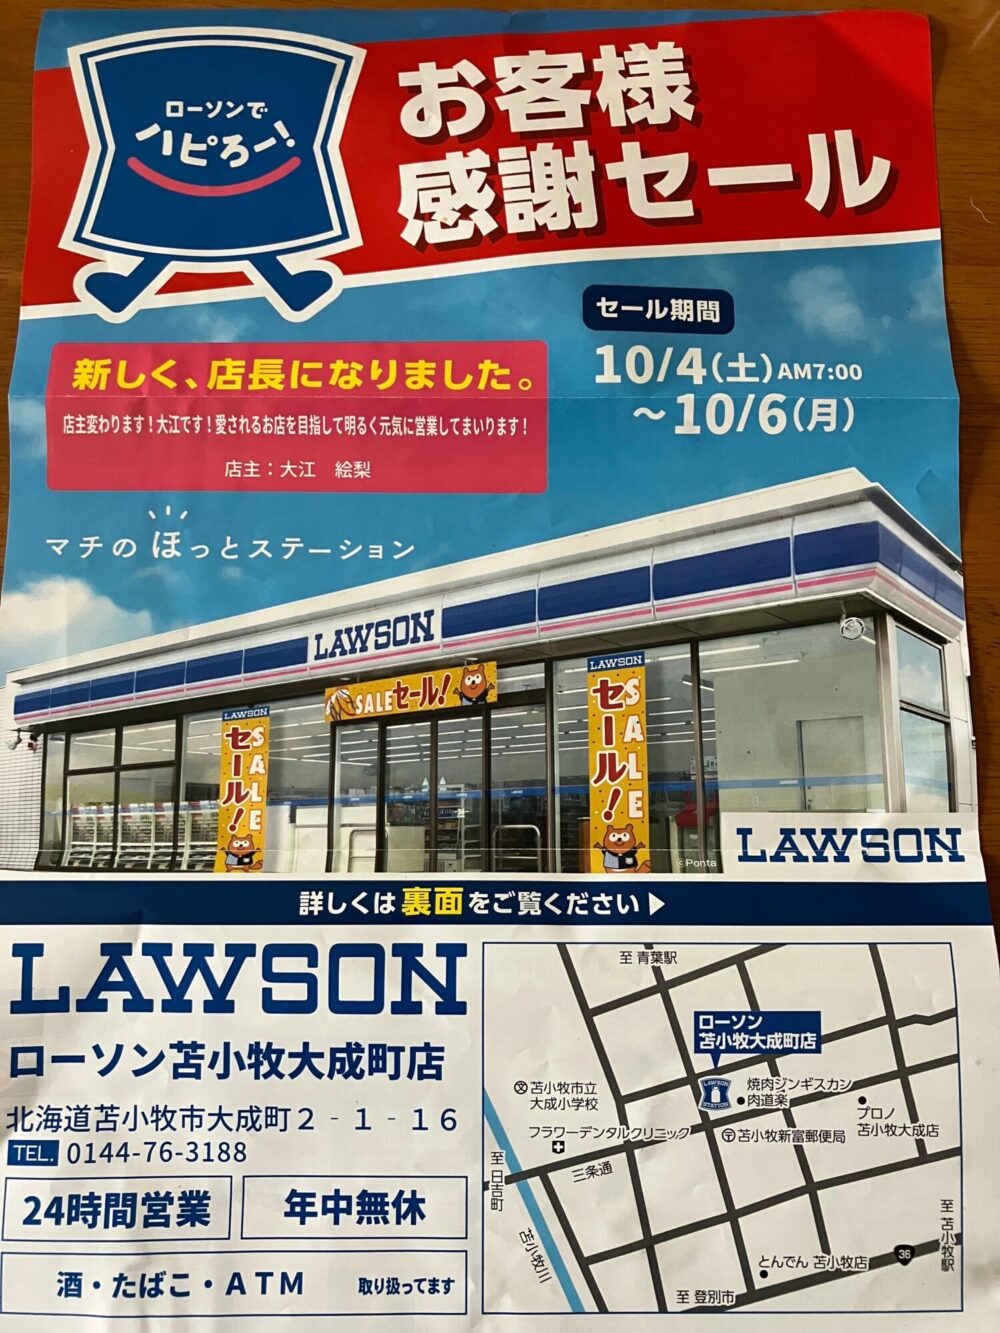 ローソンで
ハピろー!
お客様
感謝セール
セール期間
10/4(土)AM7:00
～10/6(月)
新しく、店長になりました。
店主変わります!大江です!愛されるお店を目指して明るく元気に営業してまいります!
店主：大江　絵梨
マチのほっとステーション
LAWSON
SALEセール!
LAWSON
セール!
SALE
LAWSON
セール!
SALE
©Ponta
LAWSON
詳しくは裏面をご覧ください▶
LAWSON
ローソン苫小牧大成町店
北海道苫小牧市大成町２‐１‐１６
TEL. 0144-76-3188
24時間営業
年中無休
酒・たばこ・ATM 取り扱ってます
至 青葉駅
ローソン
苫小牧大成町店
LAWSON
STATION
焼肉ジンギスカン
肉道楽
文 苫小牧市立
大成小学校
プロノ
苫小牧大成店
フラワーデンタルクリニック
〒苫小牧新富郵便局
三条通
至 日吉町
苫小牧川
至 苫小牧駅
36
とんでん 苫小牧店
至 登別市